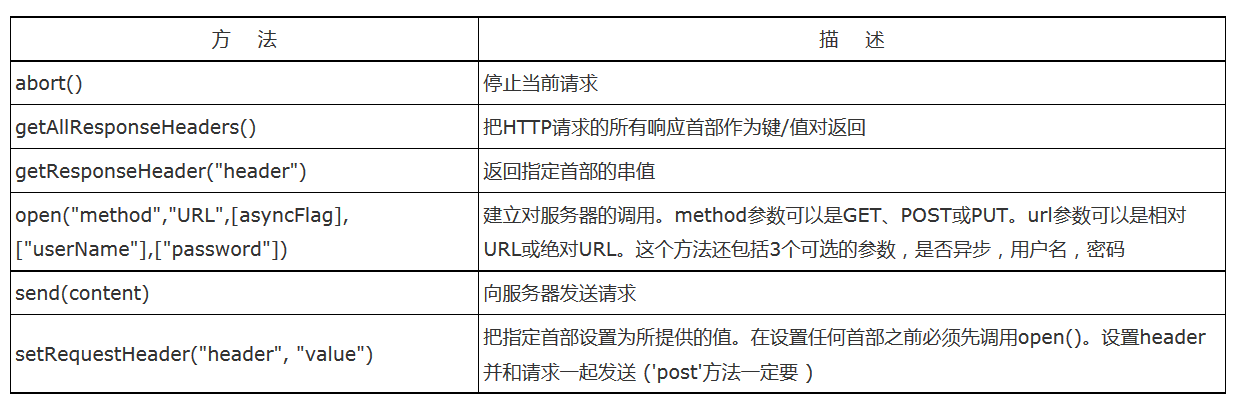 方 法 描 述
abort() 停止当前请求
getAllResponseHeaders() 把HTTP请求的所有响应首部作为键/值对返回
getResponseHeader("header") 返回指定首部的串值
open("method","URL",[asyncFlag], 建立对服务器的调用。method参数可以是GET、POST或PUT。url参数可以是相对
["userName"],["password"]) URL或绝对URL。这个方法还包括3个可选的参数，是否异步，用户名，密码
send(content) 向服务器发送请求
setRequestHeader("header", "value") 把指定首部设置为所提供的值。在设置任何首部之前必须先调用open()。设置header
并和请求一起发送 ('post'方法一定要 )